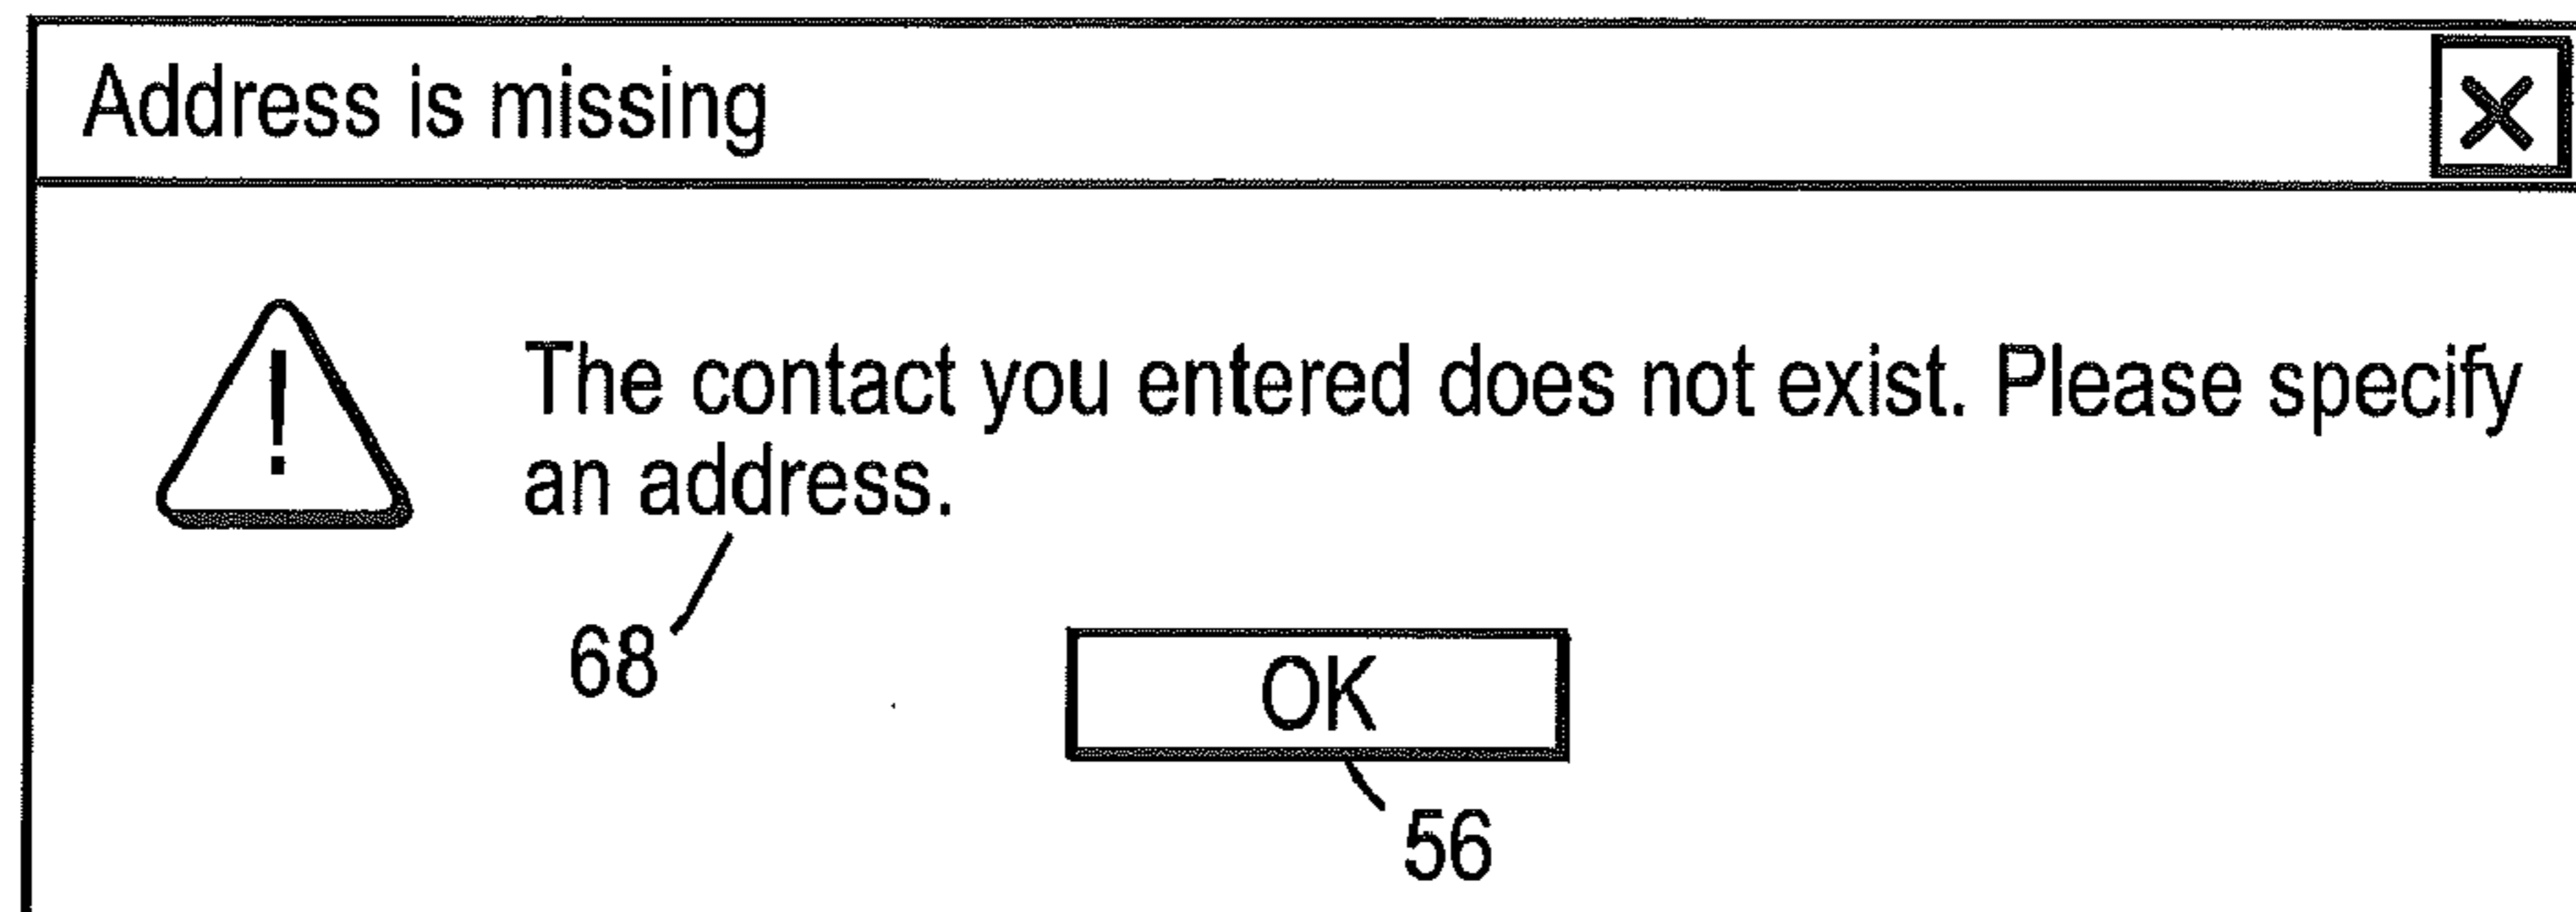 Address is missing
!
The contact you entered does not exist. Please specify
an address.
68
OK
56